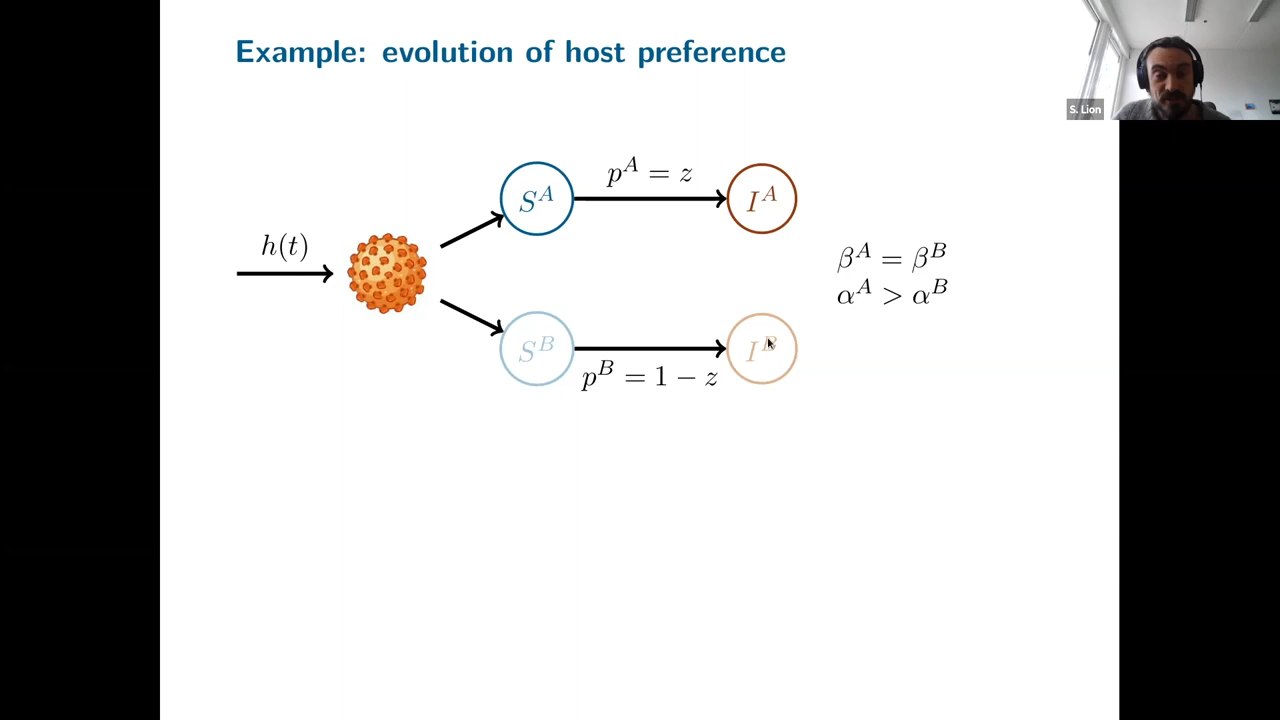 Example: evolution of host preference
S. Lion
h(t)
S^A
p^A = z
I^A
β^A = β^B
α^A > α^B
S^B
p^B = 1 − z
I^B